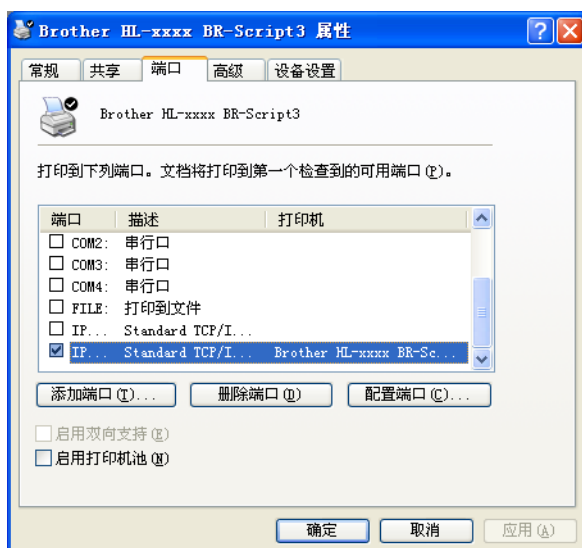 Brother HL-xxxx BR-Script3 属性
常规 共享 端口 高级 设备设置
Brother HL-xxxx BR-Script3
打印到下列端口。文档将打印到第一个检查到的可用端口(P)。
端口 描述 打印机
COM2: 串行口
COM3: 串行口
COM4: 串行口
FILE: 打印到文件
IP... Standard TCP/I...
IP... Standard TCP/I... Brother HL-xxxx BR-Sc...
添加端口(T)... 删除端口(D) 配置端口(C)...
启用双向支持(E)
启用打印机池(N)
确定 取消 应用(A)